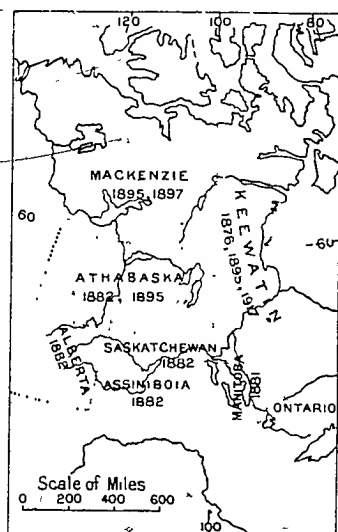 120 100 80
MACKENZIE
1895, 1897
KEEWATIN
1876, 1895, 19
60
-60
ATHABASKA
1882 1895
ALBERTA
1882
SASKATCHEWAN
1882
ASSINIBOIA
1882
MANITOBA
1881
ONTARIO
Scale of Miles
0 200 400 600
100